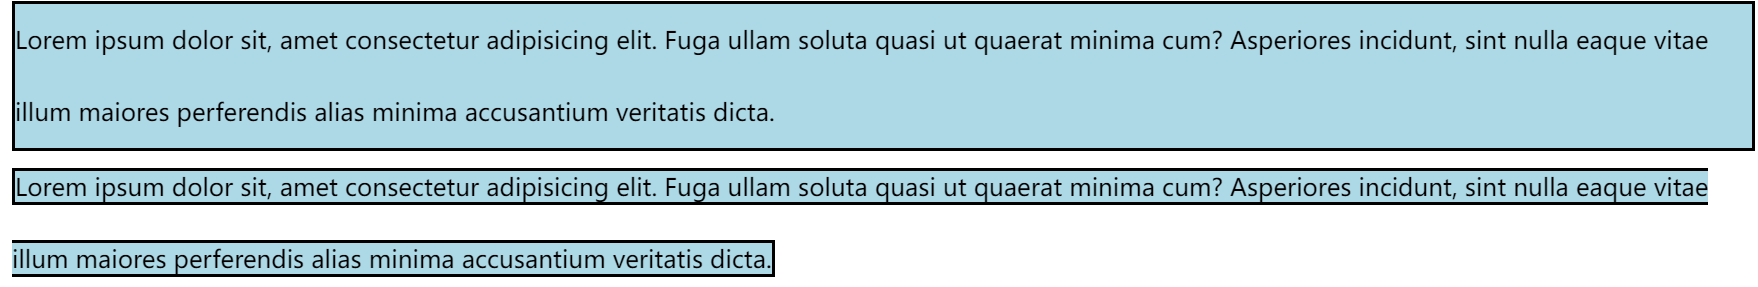 Lorem ipsum dolor sit, amet consectetur adipisicing elit. Fuga ullam soluta quasi ut quaerat minima cum? Asperiores incidunt, sint nulla eaque vitae
illum maiores perferendis alias minima accusantium veritatis dicta.
Lorem ipsum dolor sit, amet consectetur adipisicing elit. Fuga ullam soluta quasi ut quaerat minima cum? Asperiores incidunt, sint nulla eaque vitae
illum maiores perferendis alias minima accusantium veritatis dicta.